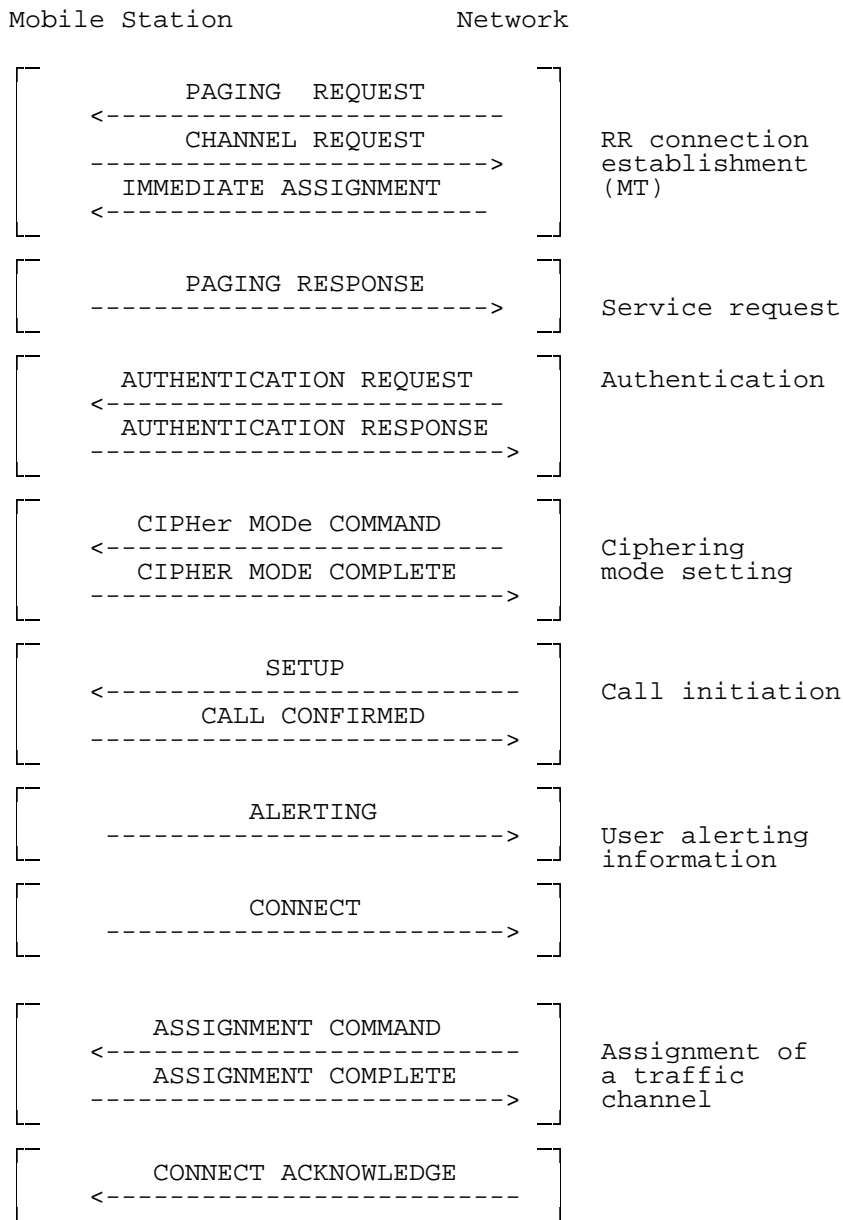 Mobile Station Network
PAGING REQUEST
<-------------------------
CHANNEL REQUEST
------------------------->
RR connection
establishment
(MT)
IMMEDIATE ASSIGNMENT
<------------------------
PAGING RESPONSE
------------------------->
Service request
AUTHENTICATION REQUEST
<-------------------------
Authentication
AUTHENTICATION RESPONSE
-------------------------->
CIPHer MODe COMMAND
<-------------------------
CIPHER MODE COMPLETE
-------------------------->
Ciphering
mode setting
SETUP
<--------------------------
Call initiation
CALL CONFIRMED
-------------------------->
ALERTING
------------------------->
User alerting
information
CONNECT
------------------------->
ASSIGNMENT COMMAND
<--------------------------
ASSIGNMENT COMPLETE
-------------------------->
Assignment of
a traffic
channel
CONNECT ACKNOWLEDGE
<--------------------------